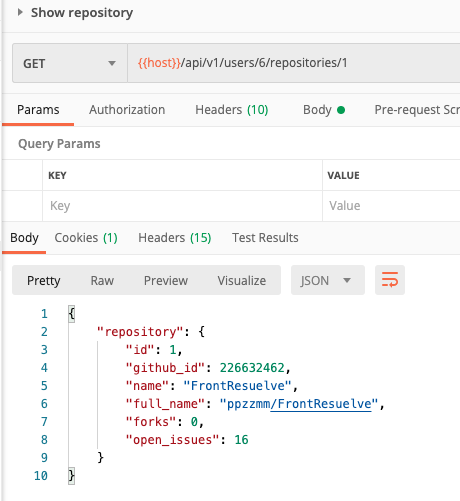 Show repository
GET {{host}}/api/v1/users/6/repositories/1
Params Authorization Headers (10) Body Pre-request Scr
Query Params
KEY VALUE
Key Value
Body Cookies (1) Headers (15) Test Results
Pretty Raw Preview Visualize JSON
1 {
2 "repository": {
3 "id": 1,
4 "github_id": 226632462,
5 "name": "FrontResuelve",
6 "full_name": "ppzzmm/FrontResuelve",
7 "forks": 0,
8 "open_issues": 16
9 }
10 }